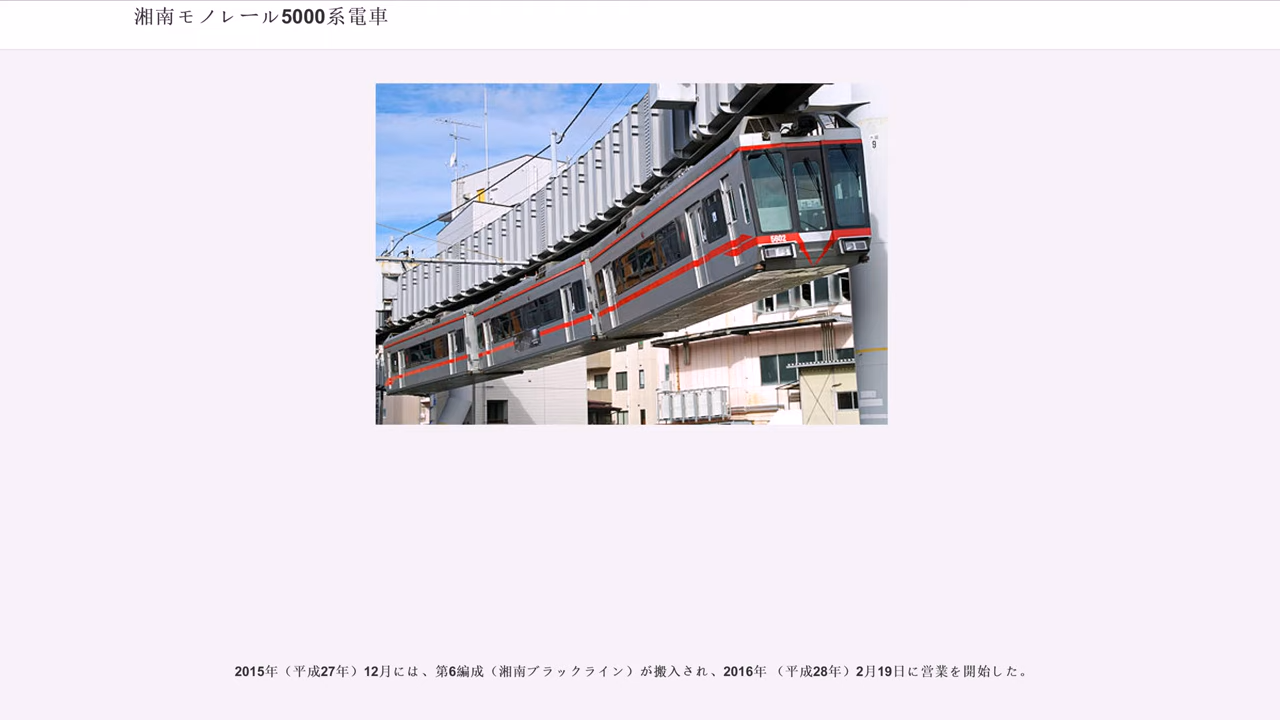 湘南モノレール5000系電車
9
5602
2015年（平成27年）12月には、第6編成（湘南ブラックライン）が搬入され、2016年 （平成28年）2月19日に営業を開始した。